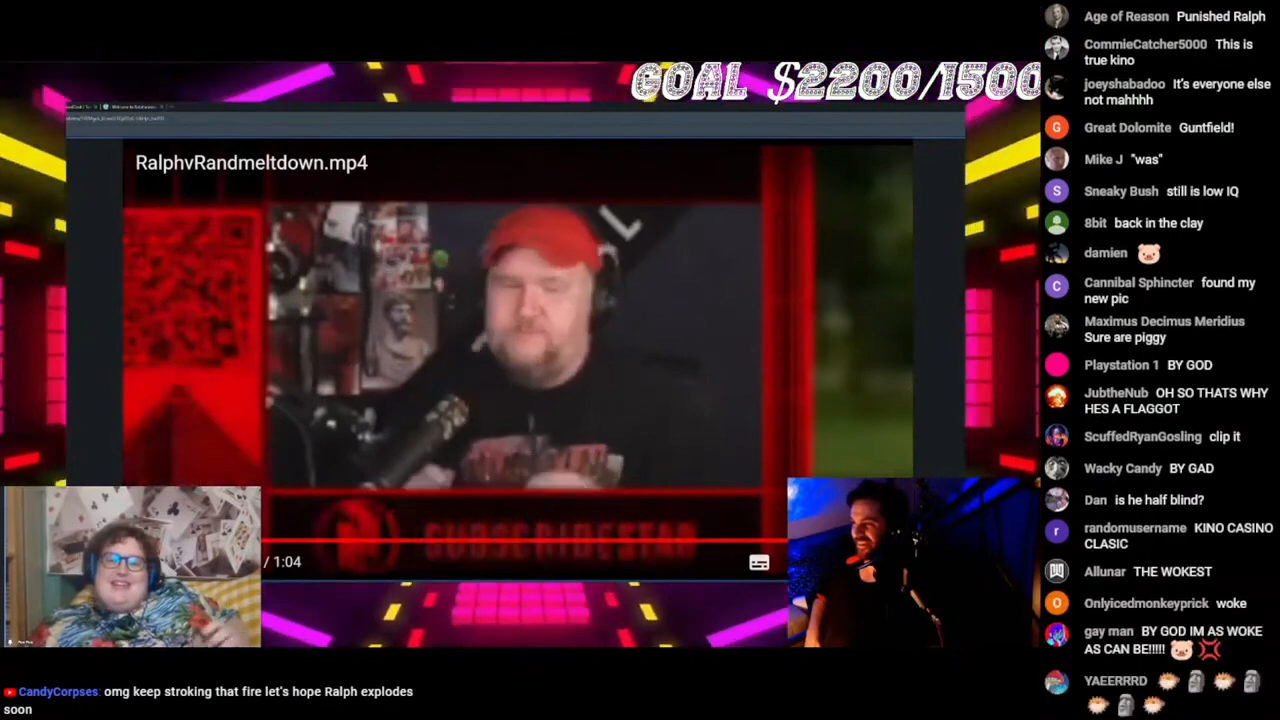 GOAL $2200/1500
RalphvRandmeltdown.mp4
SUBSCRIBESTAR
/ 1:04
CandyCorpses: omg keep stroking that fire let's hope Ralph explodes
soon
Age of Reason Punished Ralph
CommieCatcher5000 This is
true kino
joeyshabadoo It's everyone else
not mahhhh
G
Great Dolomite Guntfield!
Mike J "was"
S
Sneaky Bush still is low IQ
8bit back in the clay
damien
C
Cannibal Sphincter found my
new pic
Maximus Decimus Meridius
Sure are piggy
Playstation 1 BY GOD
JubtheNub OH SO THATS WHY
HES A FLAGGOT
ScuffedRyanGosling clip it
Wacky Candy BY GAD
Dan is he half blind?
r
randomusername KINO CASINO
CLASIC
Allunar THE WOKEST
O
Onlyicedmonkeyprick woke
gay man BY GOD IM AS WOKE
AS CAN BE!!!!!
YAEERRRD